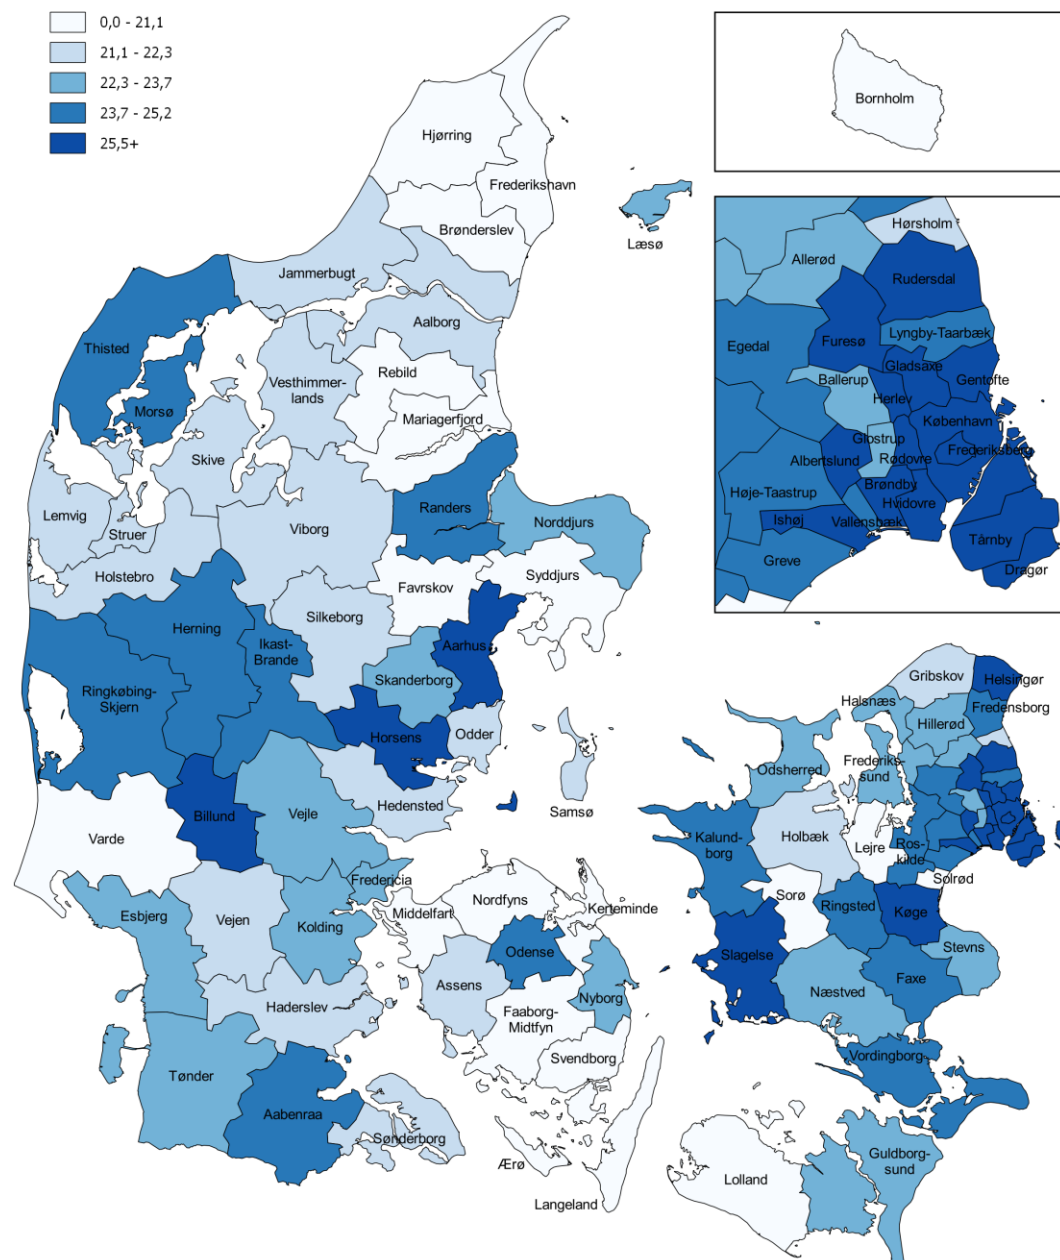 0,0 - 21,1
21,1 - 22,3
22,3 - 23,7
23,7 - 25,2
25,5+
Bornholm
Hjørring
Frederikshavn
Brønderslev
Læsø
Jammerbugt
Aalborg
Thisted
Rebild
Vesthimmer-
lands
Morsø
Mariagerfjord
Skive
Lemvig
Struer
Viborg
Randers
Norddjurs
Holstebro
Favrskov
Syddjurs
Silkeborg
Herning
Ikast-
Brande
Aarhus
Skanderborg
Ringkøbing-
Skjern
Horsens
Odder
Hedensted
Samsø
Billund
Vejle
Varde
Fredericia
Esbjerg
Vejen
Kolding
Middelfart
Nordfyns
Kerteminde
Odense
Assens
Nyborg
Haderslev
Faaborg-
Midtfyn
Svendborg
Tønder
Aabenraa
Sønderborg
Ærø
Langeland
Hørsholm
Allerød
Rudersdal
Egedal
Furesø
Lyngby-Taarbæk
Gladsaxe
Gentofte
Ballerup
Herlev
København
Glostrup
Frederiksberg
Rødovre
Albertslund
Brøndby
Høje-Taastrup
Hvidovre
Ishøj
Vallensbæk
Tårnby
Greve
Dragør
Gribskov
Helsingør
Halsnæs
Fredensborg
Hillerød
Frederiks-
sund
Odsherred
Kalund-
borg
Holbæk
Lejre
Ros-
kilde
Solrød
Sorø
Ringsted
Køge
Slagelse
Stevns
Næstved
Faxe
Vordingborg
Guldborg-
sund
Lolland